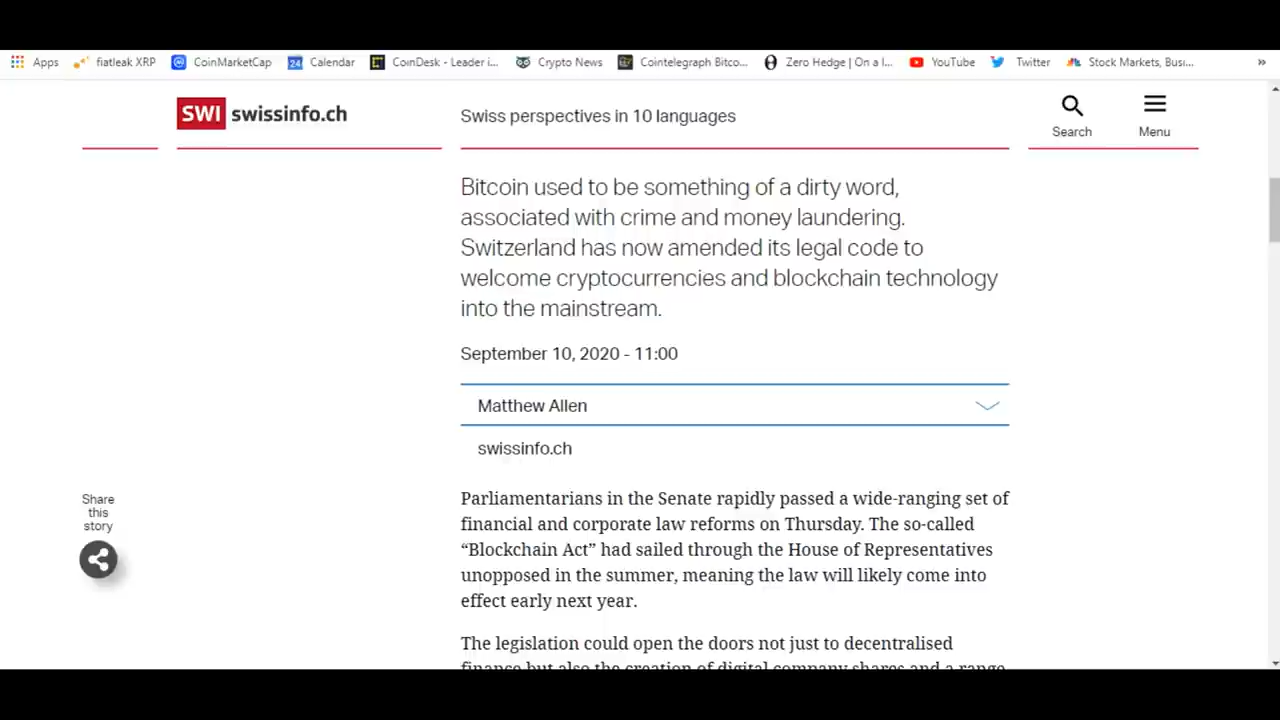 Apps fiatleak XRP CoinMarketCap 24 Calendar CoinDesk - Leader i... Crypto News Cointelegraph Bitco... Zero Hedge | On a l... YouTube Twitter Stock Markets, Busi... »
SWI swissinfo.ch Swiss perspectives in 10 languages
Search Menu
Bitcoin used to be something of a dirty word,
associated with crime and money laundering.
Switzerland has now amended its legal code to
welcome cryptocurrencies and blockchain technology
into the mainstream.
September 10, 2020 - 11:00
Matthew Allen
swissinfo.ch
Share
this
story
Parliamentarians in the Senate rapidly passed a wide-ranging set of
financial and corporate law reforms on Thursday. The so-called
“Blockchain Act” had sailed through the House of Representatives
unopposed in the summer, meaning the law will likely come into
effect early next year.
The legislation could open the doors not just to decentralised
finance but also the creation of digital company shares and a range